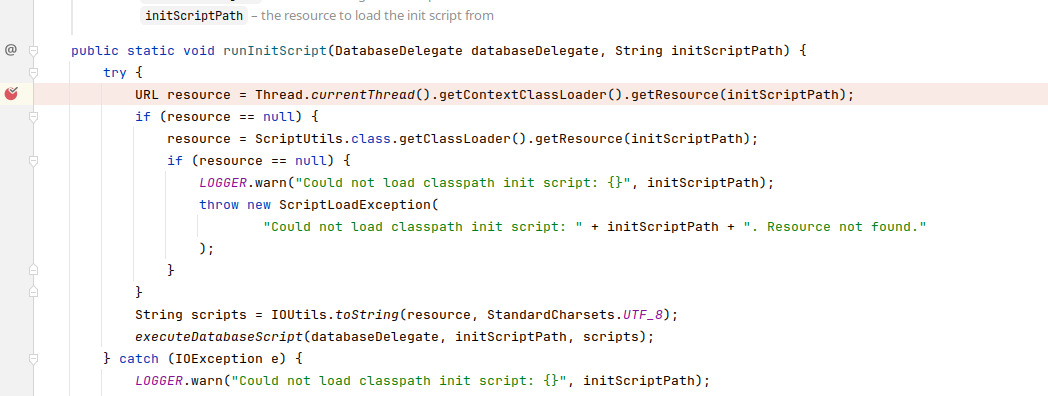 initScriptPath – the resource to load the init script from
@
public static void runInitScript(DatabaseDelegate databaseDelegate, String initScriptPath) {
try {
URL resource = Thread.currentThread().getContextClassLoader().getResource(initScriptPath);
if (resource == null) {
resource = ScriptUtils.class.getClassLoader().getResource(initScriptPath);
if (resource == null) {
LOGGER.warn("Could not load classpath init script: {}", initScriptPath);
throw new ScriptLoadException(
"Could not load classpath init script: " + initScriptPath + ". Resource not found."
);
}
}
String scripts = IOUtils.toString(resource, StandardCharsets.UTF_8);
executeDatabaseScript(databaseDelegate, initScriptPath, scripts);
} catch (IOException e) {
LOGGER.warn("Could not load classpath init script: {}", initScriptPath);